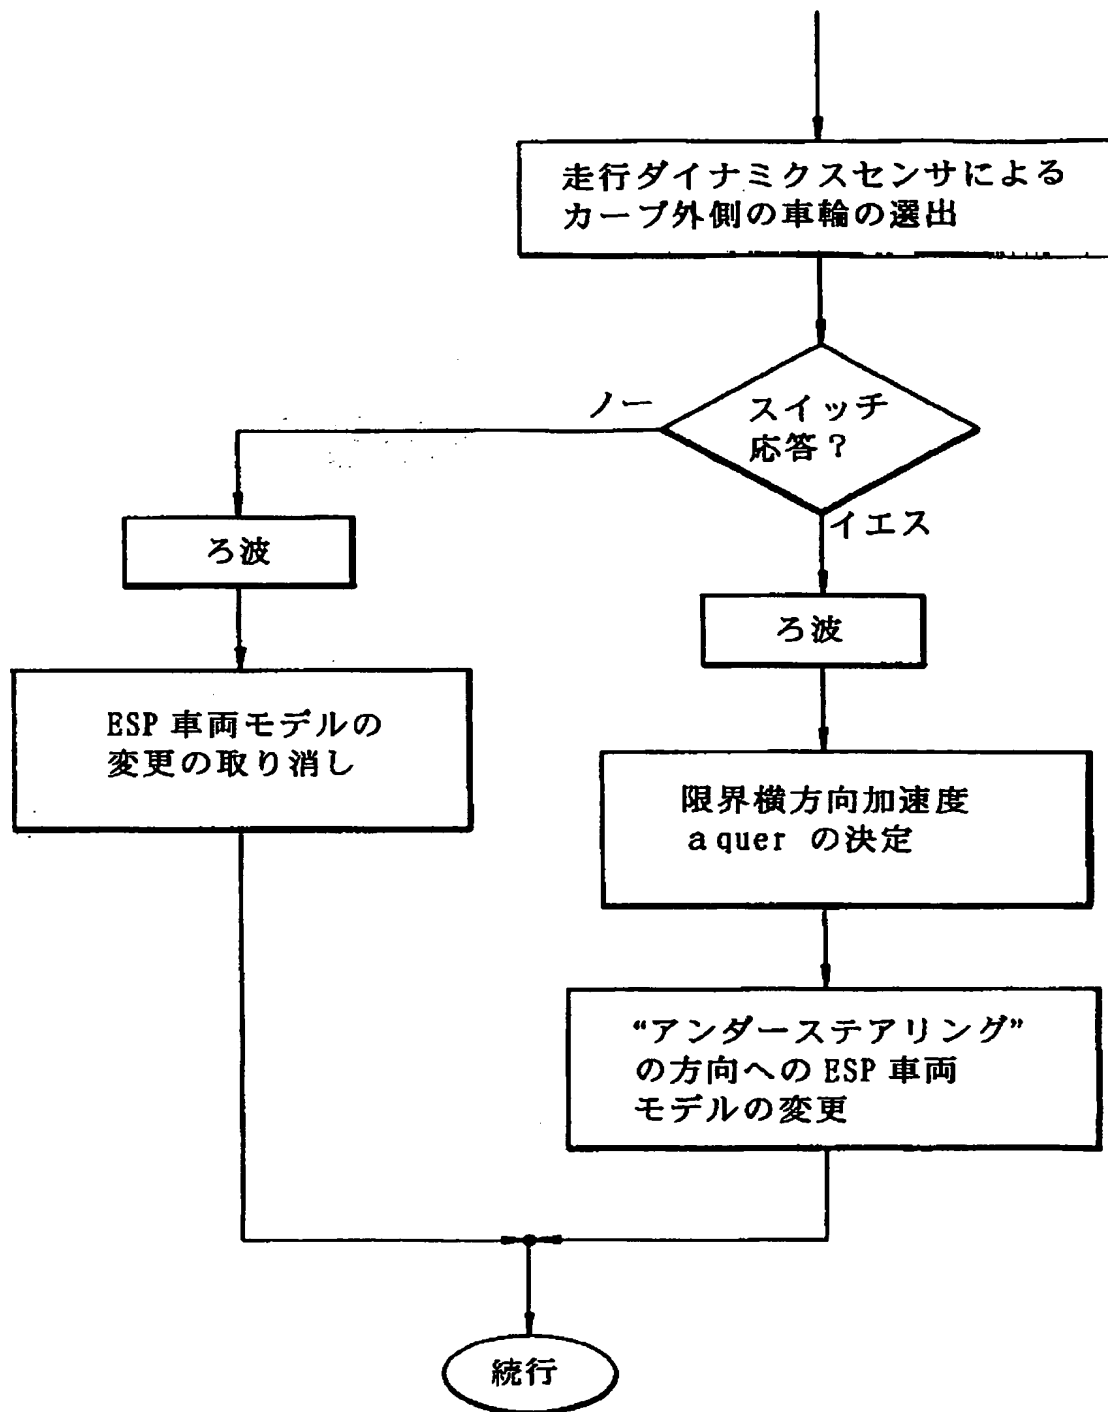 走行ダイナミクスセンサによる
カーブ外側の車輪の選出
スイッチ
応答？
ノー
イエス
ろ波
ろ波
ESP 車両モデルの
変更の取り消し
限界横方向加速度
a quer の決定
“アンダーステアリング”
の方向への ESP 車両
モデルの変更
続行